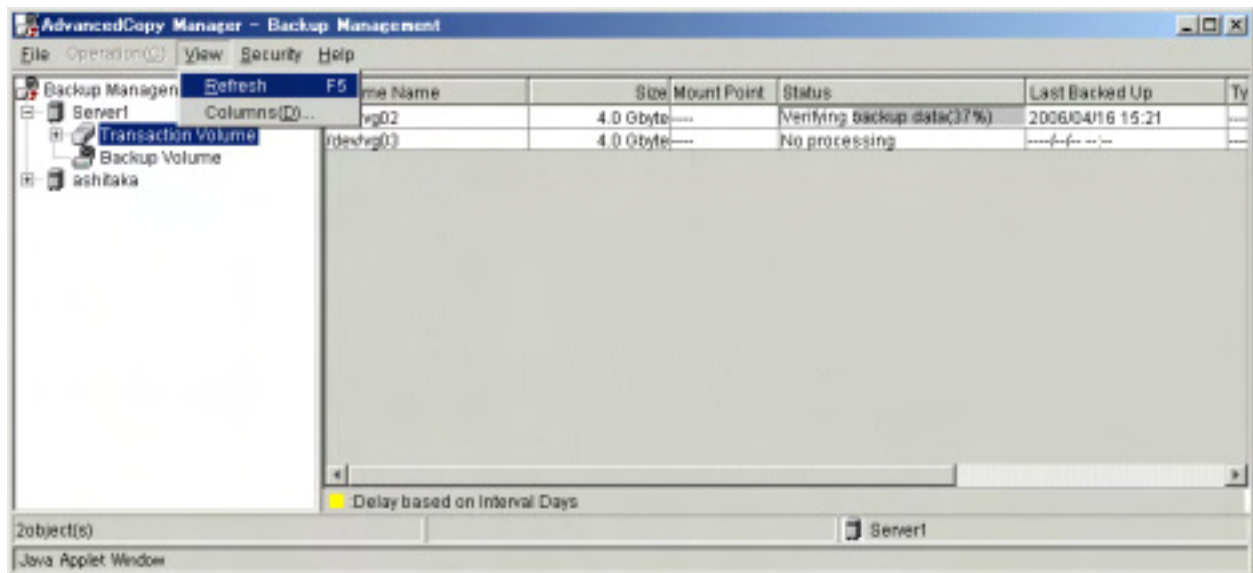 AdvancedCopy Manager - Backup Management
File Operation(C) View Security Help
Backup Managen
Refresh F5
Columns(D)...
me Name Size Mount Point Status Last Backed Up Ty
Server1
vg02 4.0 Gbyte ---- Verifying backup data(37%) 2006/04/16 15:21 ----
Transaction Volume
/dev/vg03 4.0 Gbyte ---- No processing ----/--/-- --:-- ----
Backup Volume
ashitaka
:Delay based on Interval Days
2object(s) Server1
Java Applet Window